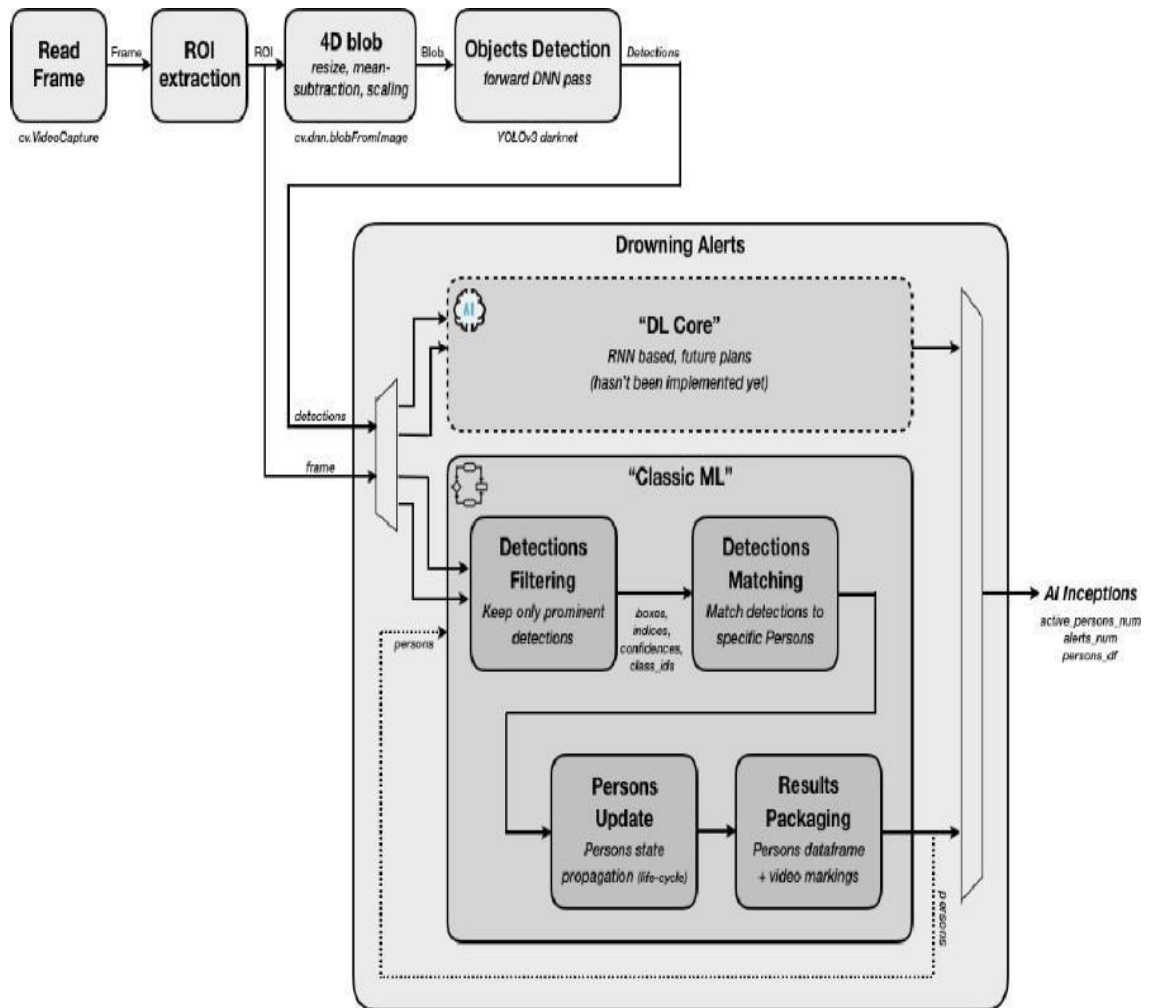 Read
Frame
Frame
ROI
extraction
ROI
4D blob
resize, mean-
subtraction, scaling
Blob
Objects Detection
forward DNN pass
Detections
cv.VideoCapture
cv.dnn.blobFromImage
YOLOv3 darknet
Drowning Alerts
AI
"DL Core"
RNN based, future plans
(hasn't been implemented yet)
detections
frame
"Classic ML"
Detections
Filtering
Keep only prominent
detections
boxes,
indices,
confidences,
class_ids
Detections
Matching
Match detections to
specific Persons
persons
AI Inceptions
active_persons_num
alerts_num
persons_df
Persons
Update
Persons state
propagation (life-cycle)
Results
Packaging
Persons dataframe
+ video markings
persons